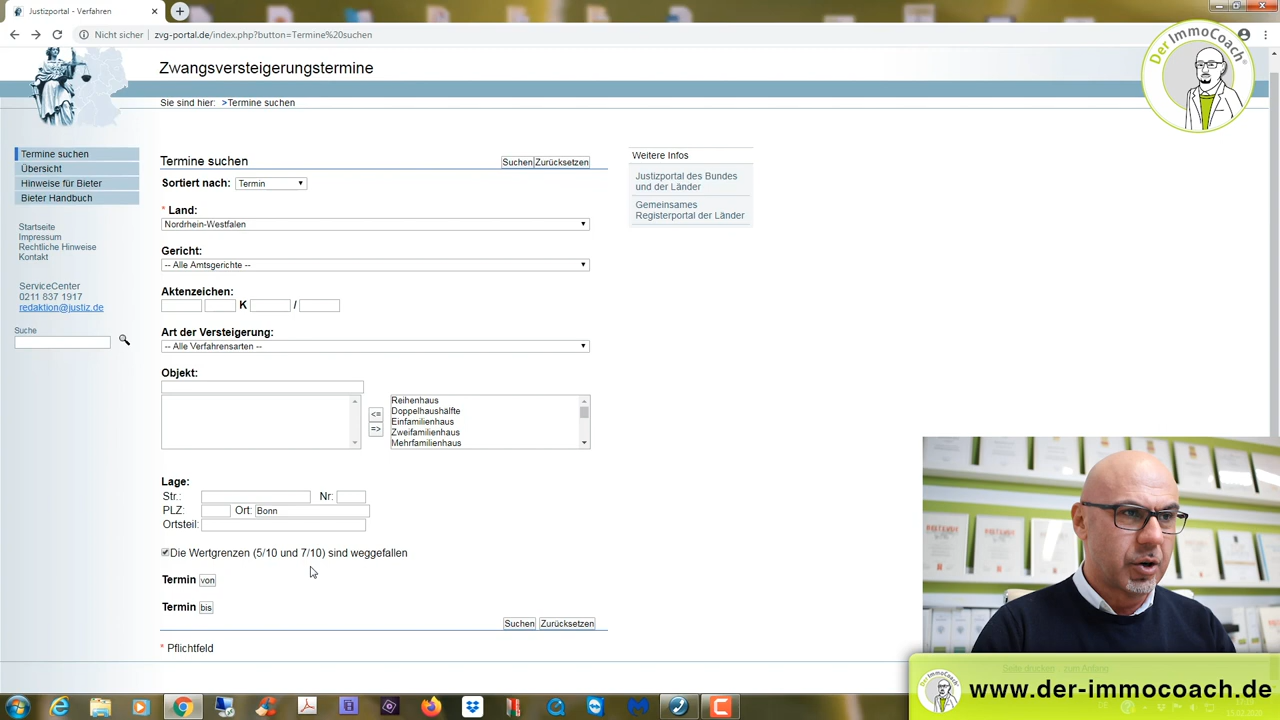 Justizportal - Verfahren
Nicht sicher
zvg-portal.de/index.php?button=Termine%20suchen
Der ImmoCoach®
Zwangsversteigerungstermine
Sie sind hier: >Termine suchen
Termine suchen
Übersicht
Hinweise für Bieter
Bieter Handbuch
Startseite
Impressum
Rechtliche Hinweise
Kontakt
ServiceCenter
0211 837 1917
redaktion@justiz.de
Suche
Termine suchen
Suchen Zurücksetzen
Sortiert nach: Termin
* Land:
Nordrhein-Westfalen
Gericht:
-- Alle Amtsgerichte --
Aktenzeichen:
K /
Art der Versteigerung:
-- Alle Verfahrensarten --
Objekt:
<=
=>
Reihenhaus
Doppelhaushälfte
Einfamilienhaus
Zweifamilienhaus
Mehrfamilienhaus
Lage:
Str.: Nr:
PLZ: Ort: Bonn
Ortsteil:
Die Wertgrenzen (5/10 und 7/10) sind weggefallen
Termin von
Termin bis
Suchen Zurücksetzen
* Pflichtfeld
Weitere Infos
Justizportal des Bundes
und der Länder
Gemeinsames
Registerportal der Länder
Seite drucken zum Anfang
www.der-immocoach.de